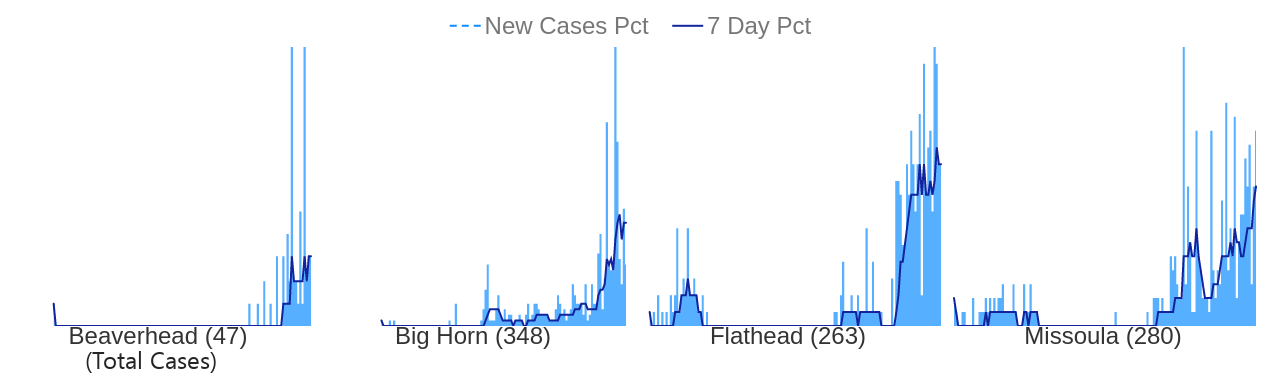 New Cases Pct 7 Day Pct
Beaverhead (47) Big Horn (348) Flathead (263) Missoula (280)
(Total Cases)